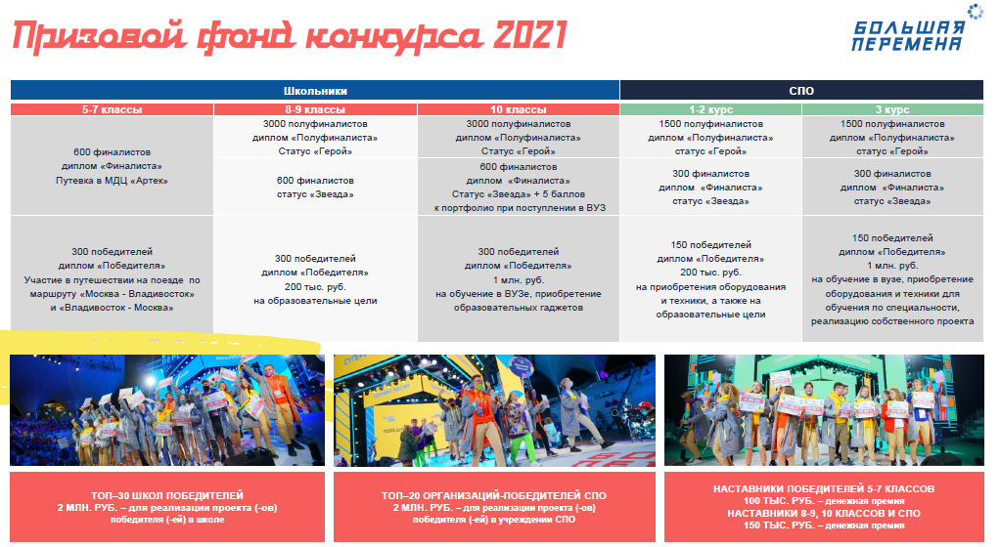 Призовой фонд конкурса 2021
БОЛЬШАЯ
ПЕРЕМЕНА
Школьники
СПО
5-7 классы
8-9 классы
10 классы
1-2 курс
3 курс
600 финалистов
диплом «Финалиста»
Путевка в МДЦ «Артек»
3000 полуфиналистов
диплом «Полуфиналиста»
Статус «Герой»
3000 полуфиналистов
диплом «Полуфиналиста»
Статус «Герой»
1500 полуфиналистов
диплом «Полуфиналиста»
статус «Герой»
1500 полуфиналистов
диплом «Полуфиналиста»
статус «Герой»
600 финалистов
статус «Звезда»
600 финалистов
диплом «Финалиста»
Статус «Звезда» + 5 баллов
к портфолио при поступлении в ВУЗ
300 финалистов
диплом «Финалиста»
статус «Звезда»
300 финалистов
диплом «Финалиста»
статус «Звезда»
300 победителей
диплом «Победителя»
Участие в путешествии на поезде по
маршруту «Москва - Владивосток»
и «Владивосток - Москва»
300 победителей
диплом «Победителя»
200 тыс. руб.
на образовательные цели
300 победителей
диплом «Победителя»
1 млн. руб.
на обучение в ВУЗе, приобретение
образовательных гаджетов
150 победителей
диплом «Победителя»
200 тыс. руб.
на приобретения оборудования
и техники, а также на
образовательные цели
150 победителей
диплом «Победителя»
1 млн. руб.
на обучение в вузе, приобретение
оборудования и техники для
обучения по специальности,
реализацию собственного проекта
ТОП–30 ШКОЛ ПОБЕДИТЕЛЕЙ
2 МЛН. РУБ. – для реализации проекта (-ов)
победителя (-ей) в школе
ТОП–20 ОРГАНИЗАЦИЙ-ПОБЕДИТЕЛЕЙ СПО
2 МЛН. РУБ. – для реализации проекта (-ов)
победителя (-ей) в учреждении СПО
НАСТАВНИКИ ПОБЕДИТЕЛЕЙ 5-7 КЛАССОВ
100 ТЫС. РУБ. – денежная премия
НАСТАВНИКИ 8-9, 10 КЛАССОВ И СПО
150 ТЫС. РУБ. – денежная премия